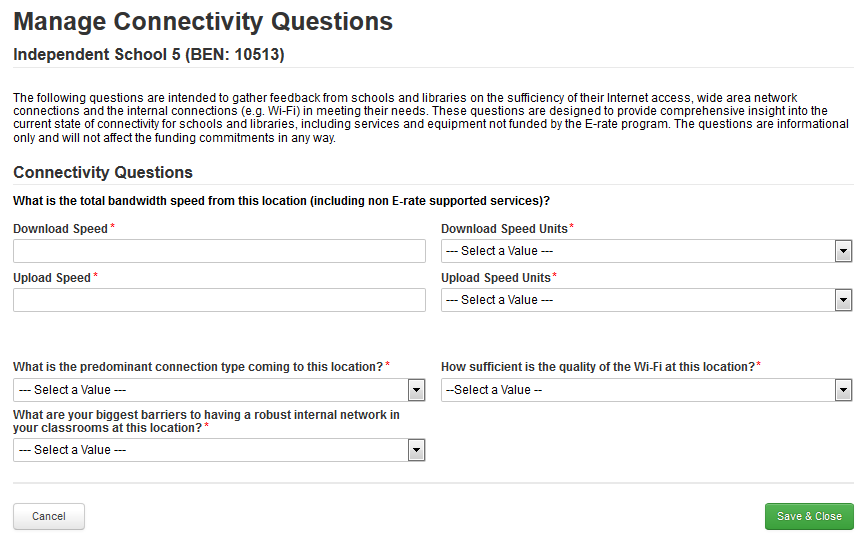 Manage Connectivity Questions
Independent School 5 (BEN: 10513)
The following questions are intended to gather feedback from schools and libraries on the sufficiency of their Internet access, wide area network
connections and the internal connections (e.g. Wi-Fi) in meeting their needs. These questions are designed to provide comprehensive insight into the
current state of connectivity for schools and libraries, including services and equipment not funded by the E-rate program. The questions are informational
only and will not affect the funding commitments in any way.
Connectivity Questions
What is the total bandwidth speed from this location (including non E-rate supported services)?
Download Speed *
Download Speed Units *
--- Select a Value ---
Upload Speed *
Upload Speed Units *
--- Select a Value ---
What is the predominant connection type coming to this location? *
--- Select a Value ---
How sufficient is the quality of the Wi-Fi at this location? *
--Select a Value --
What are your biggest barriers to having a robust internal network in
your classrooms at this location? *
--- Select a Value ---
Cancel
Save & Close